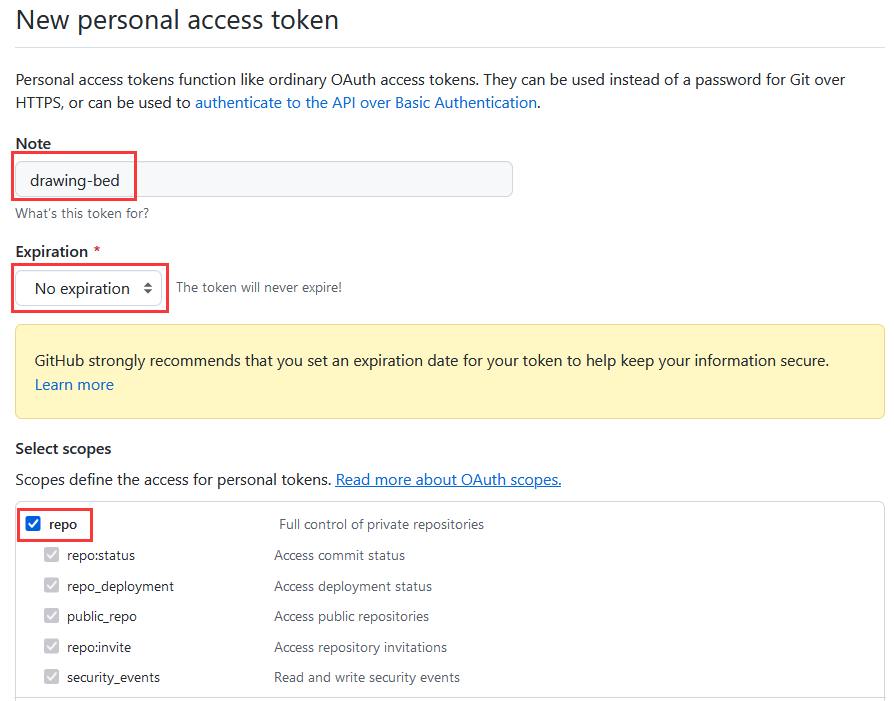 New personal access token
Personal access tokens function like ordinary OAuth access tokens. They can be used instead of a password for Git over
HTTPS, or can be used to authenticate to the API over Basic Authentication.
Note
drawing-bed
What's this token for?
Expiration *
No expiration The token will never expire!
GitHub strongly recommends that you set an expiration date for your token to help keep your information secure.
Learn more
Select scopes
Scopes define the access for personal tokens. Read more about OAuth scopes.
repo Full control of private repositories
repo:status Access commit status
repo_deployment Access deployment status
public_repo Access public repositories
repo:invite Access repository invitations
security_events Read and write security events